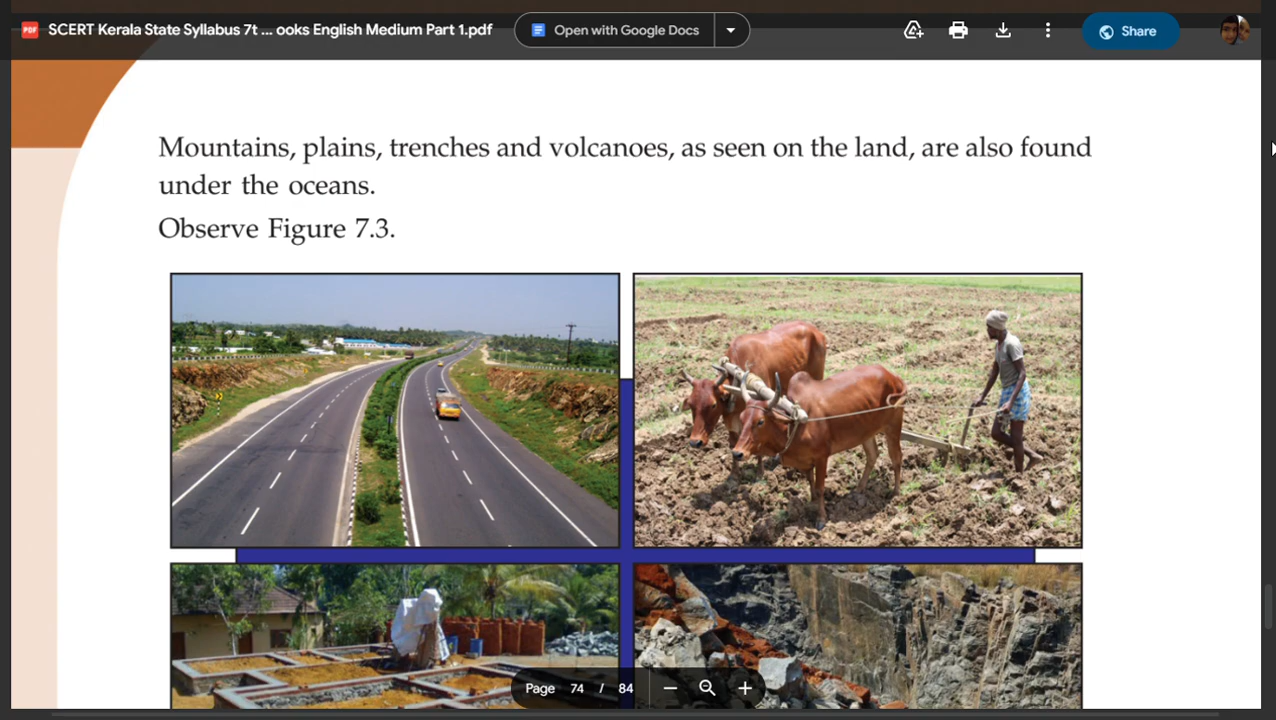 SCERT Kerala State Syllabus 7t ... ooks English Medium Part 1.pdf
Open with Google Docs
Share
Mountains, plains, trenches and volcanoes, as seen on the land, are also found
under the oceans.
Observe Figure 7.3.
Page 74 / 84